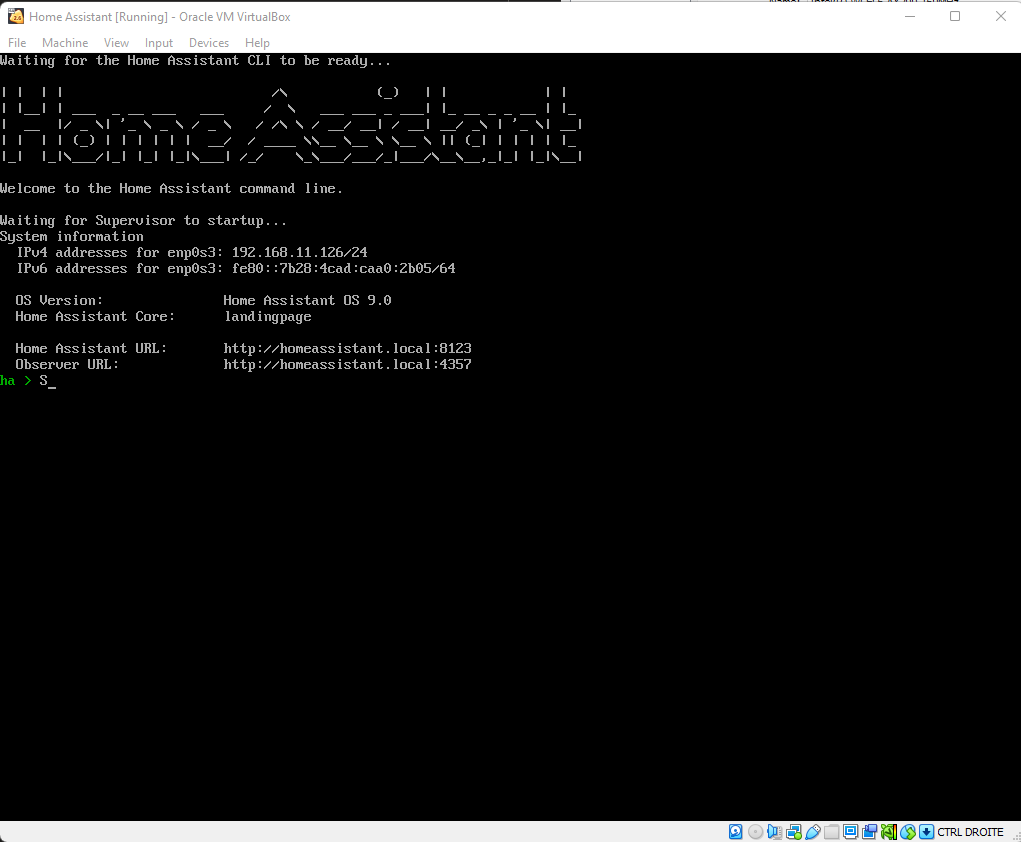 Home Assistant [Running] - Oracle VM VirtualBox
File Machine View Input Devices Help
Waiting for the Home Assistant CLI to be ready...
Home Assistant
Welcome to the Home Assistant command line.
Waiting for Supervisor to startup...
System information
IPv4 addresses for enp0s3: 192.168.11.126/24
IPv6 addresses for enp0s3: fe80::7b28:4cad:caa0:2b05/64
OS Version: Home Assistant OS 9.0
Home Assistant Core: landingpage
Home Assistant URL: http://homeassistant.local:8123
Observer URL: http://homeassistant.local:4357
ha > S_
CTRL DROITE